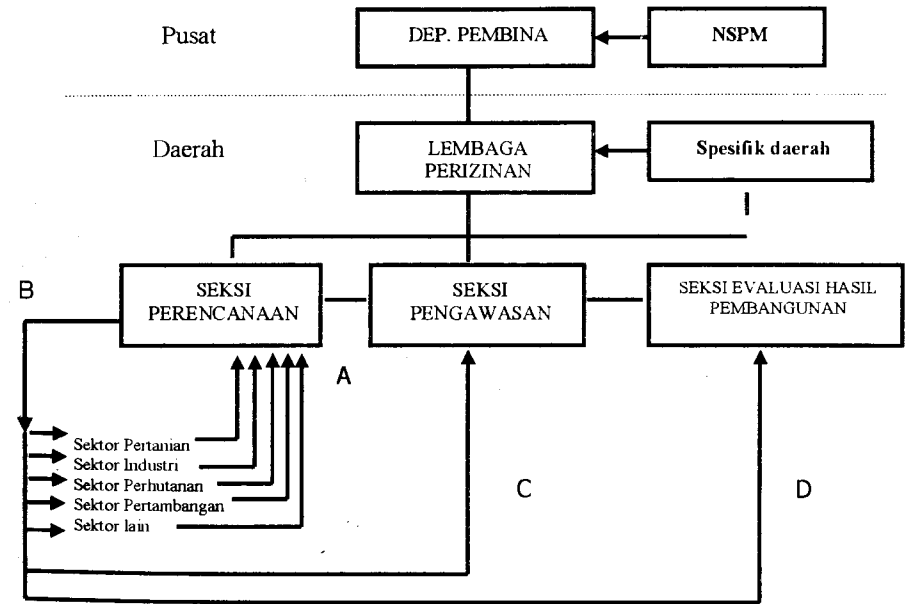 Pusat
DEP. PEMBINA
NSPM
Daerah
LEMBAGA
PERIZINAN
Spesifik daerah
B
SEKSI
PERENCANAAN
SEKSI
PENGAWASAN
SEKSI EVALUASI HASIL
PEMBANGUNAN
A
Sektor Pertanian
Sektor Industri
Sektor Perhutanan
Sektor Pertambangan
Sektor lain
C
D